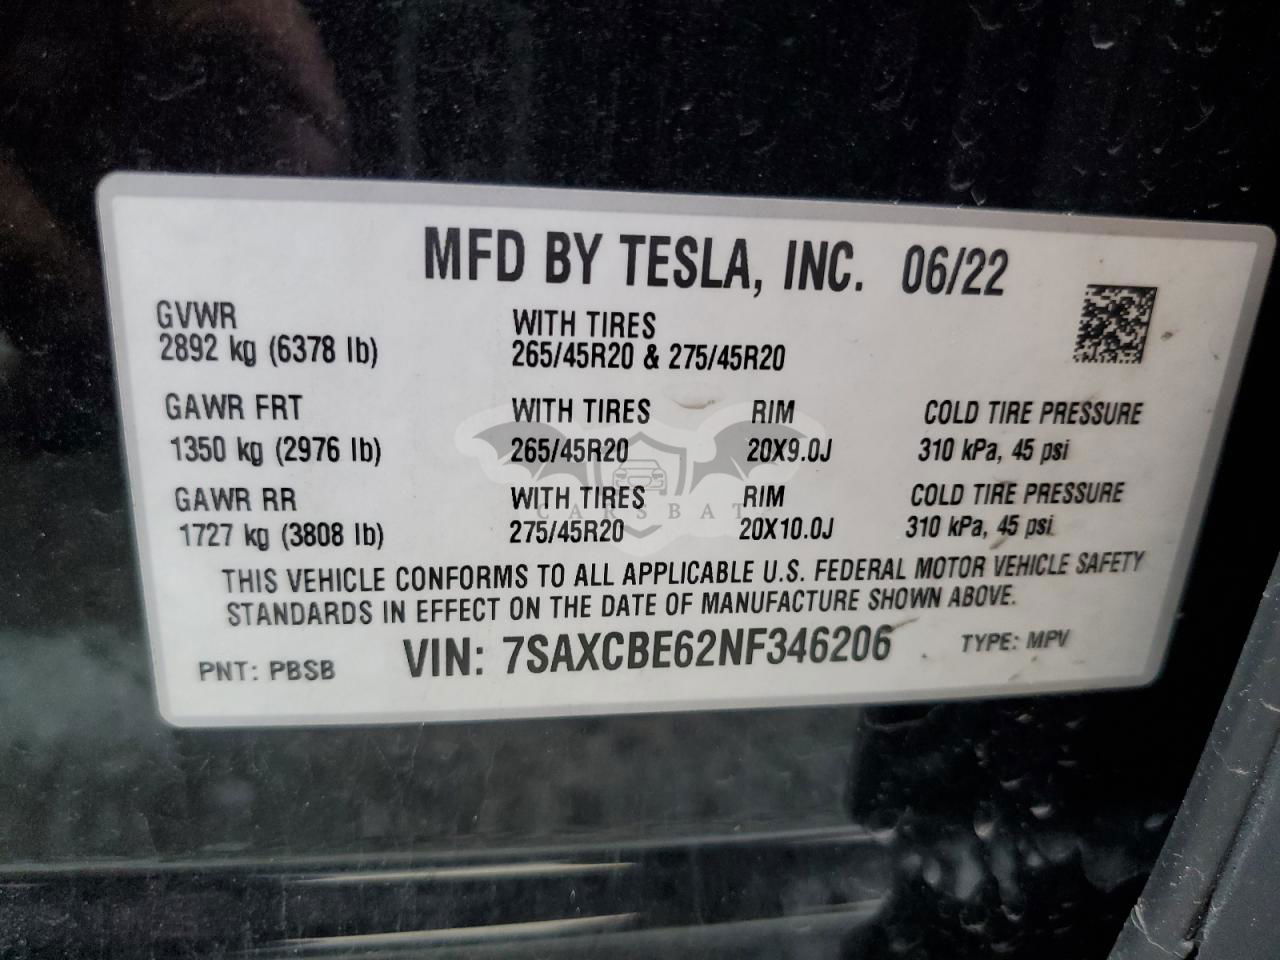 MFD BY TESLA, INC. 06/22
GVWR
2892 kg (6378 lb)
WITH TIRES
265/45R20 & 275/45R20
GAWR FRT WITH TIRES RIM COLD TIRE PRESSURE
1350 kg (2976 lb) 265/45R20 20X9.0J 310 kPa, 45 psi
GAWR RR WITH TIRES RIM COLD TIRE PRESSURE
CARSBAT
1727 kg (3808 lb) 275/45R20 20X10.0J 310 kPa, 45 psi
THIS VEHICLE CONFORMS TO ALL APPLICABLE U.S. FEDERAL MOTOR VEHICLE SAFETY
STANDARDS IN EFFECT ON THE DATE OF MANUFACTURE SHOWN ABOVE.
PNT: PBSB VIN: 7SAXCBE62NF346206 TYPE: MPV